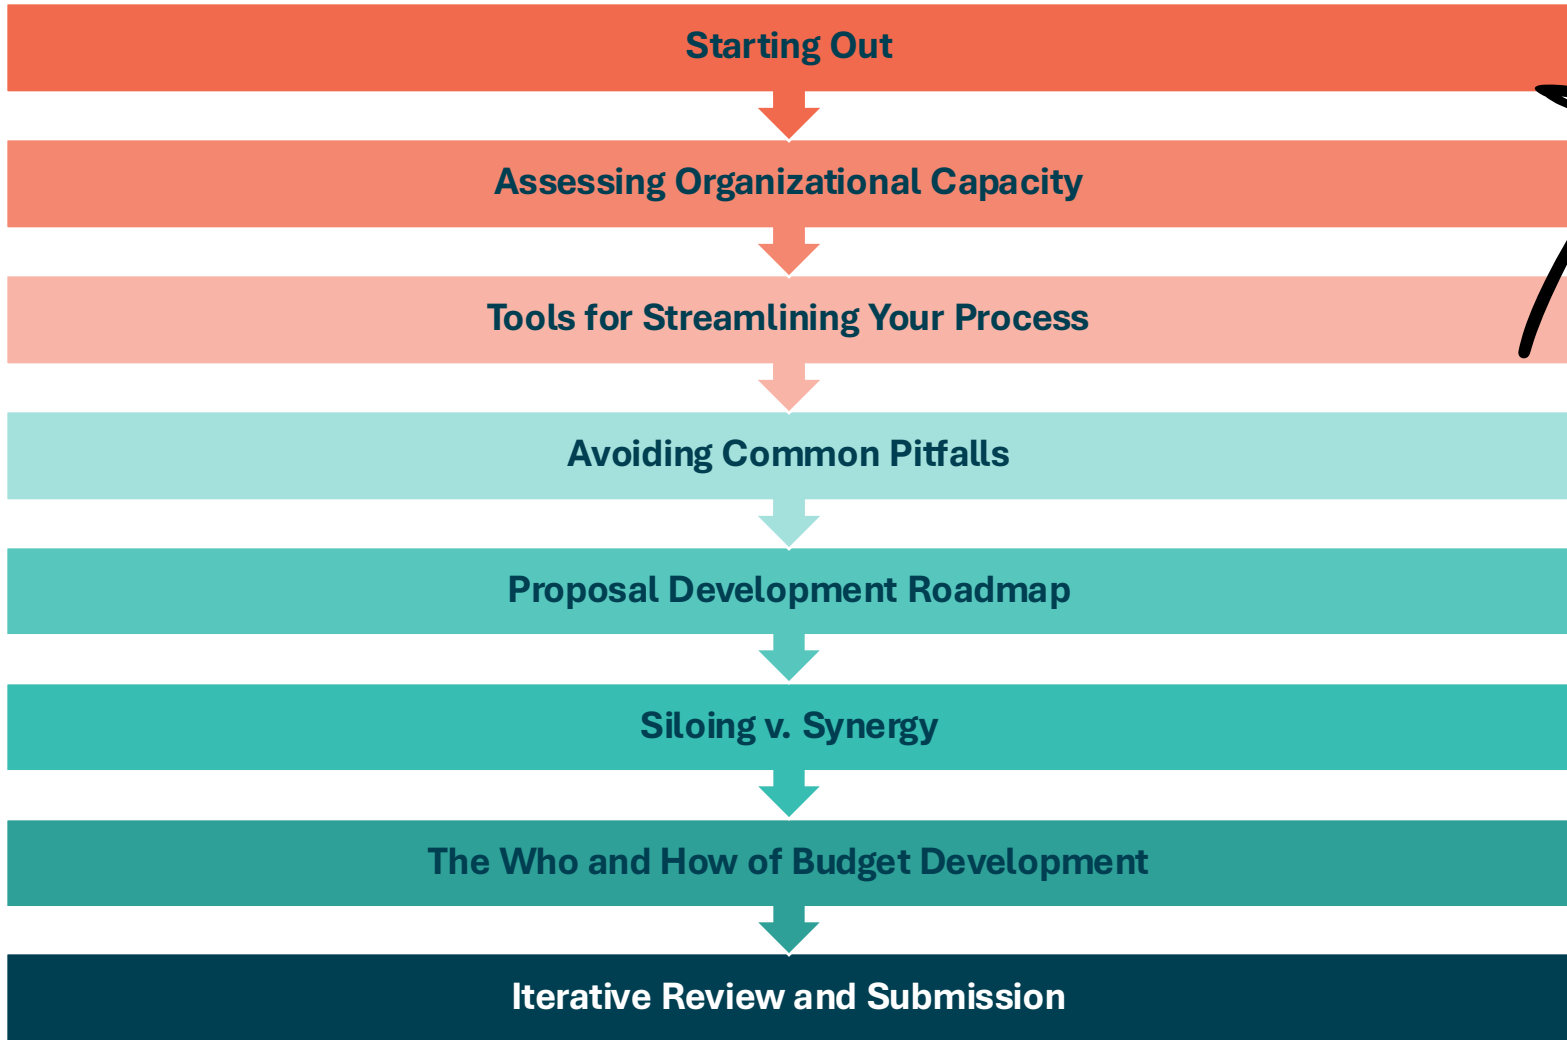 Starting Out
Assessing Organizational Capacity
Tools for Streamlining Your Process
Avoiding Common Pitfalls
Proposal Development Roadmap
Siloing v. Synergy
The Who and How of Budget Development
Iterative Review and Submission